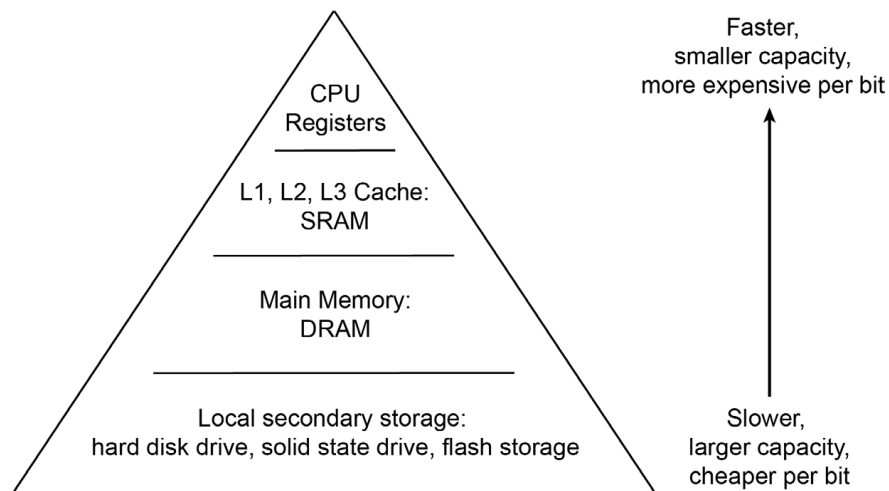 CPU
Registers
L1, L2, L3 Cache:
SRAM
Main Memory:
DRAM
Local secondary storage:
hard disk drive, solid state drive, flash storage
Faster,
smaller capacity,
more expensive per bit
Slower,
larger capacity,
cheaper per bit